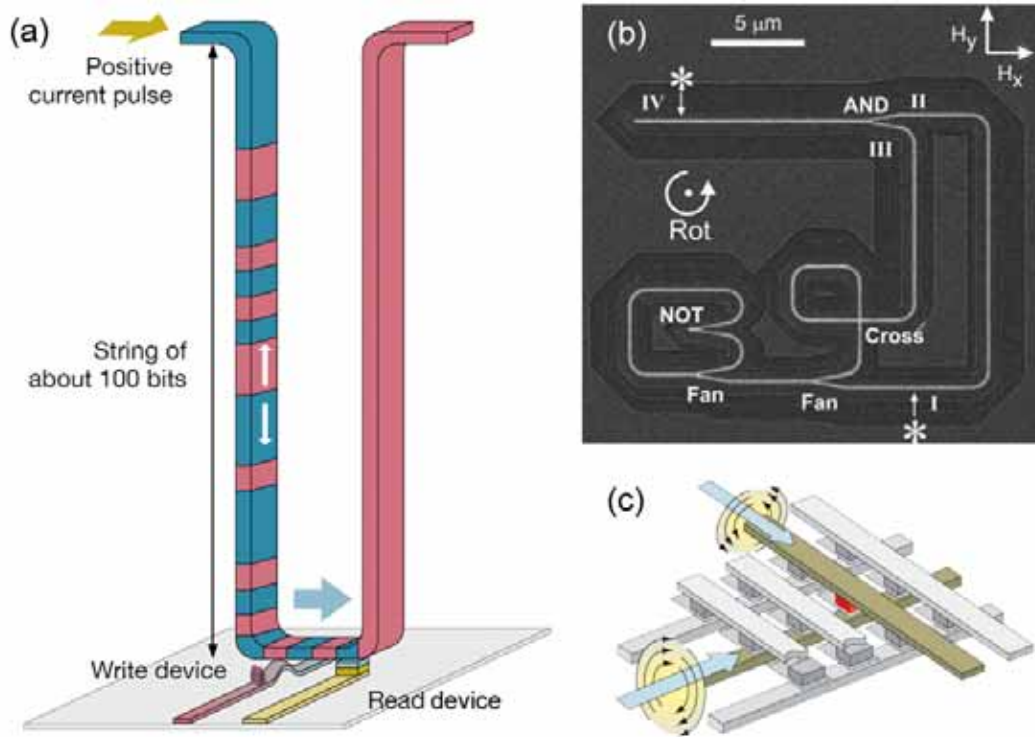 (a)
Positive
current pulse
String of
about 100 bits
Write device
Read device
(b)
5 μm
Hy
Hx
IV
AND
II
III
Rot
NOT
Cross
Fan
Fan
I
(c)